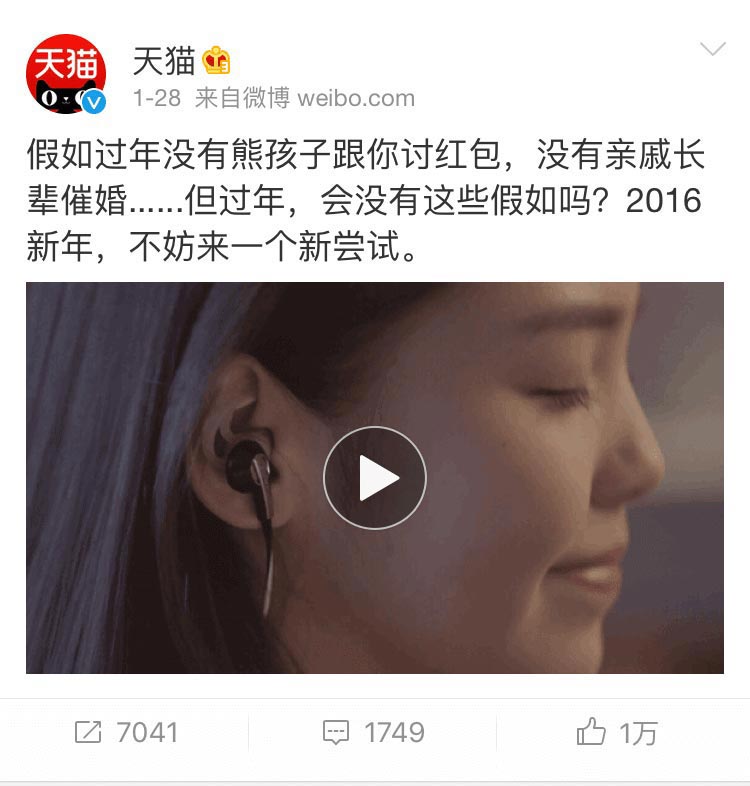 天猫
天猫
1-28 来自微博 weibo.com
假如过年没有熊孩子跟你讨红包，没有亲戚长
辈催婚......但过年，会没有这些假如吗？2016
新年，不妨来一个新尝试。
7041
1749
1万